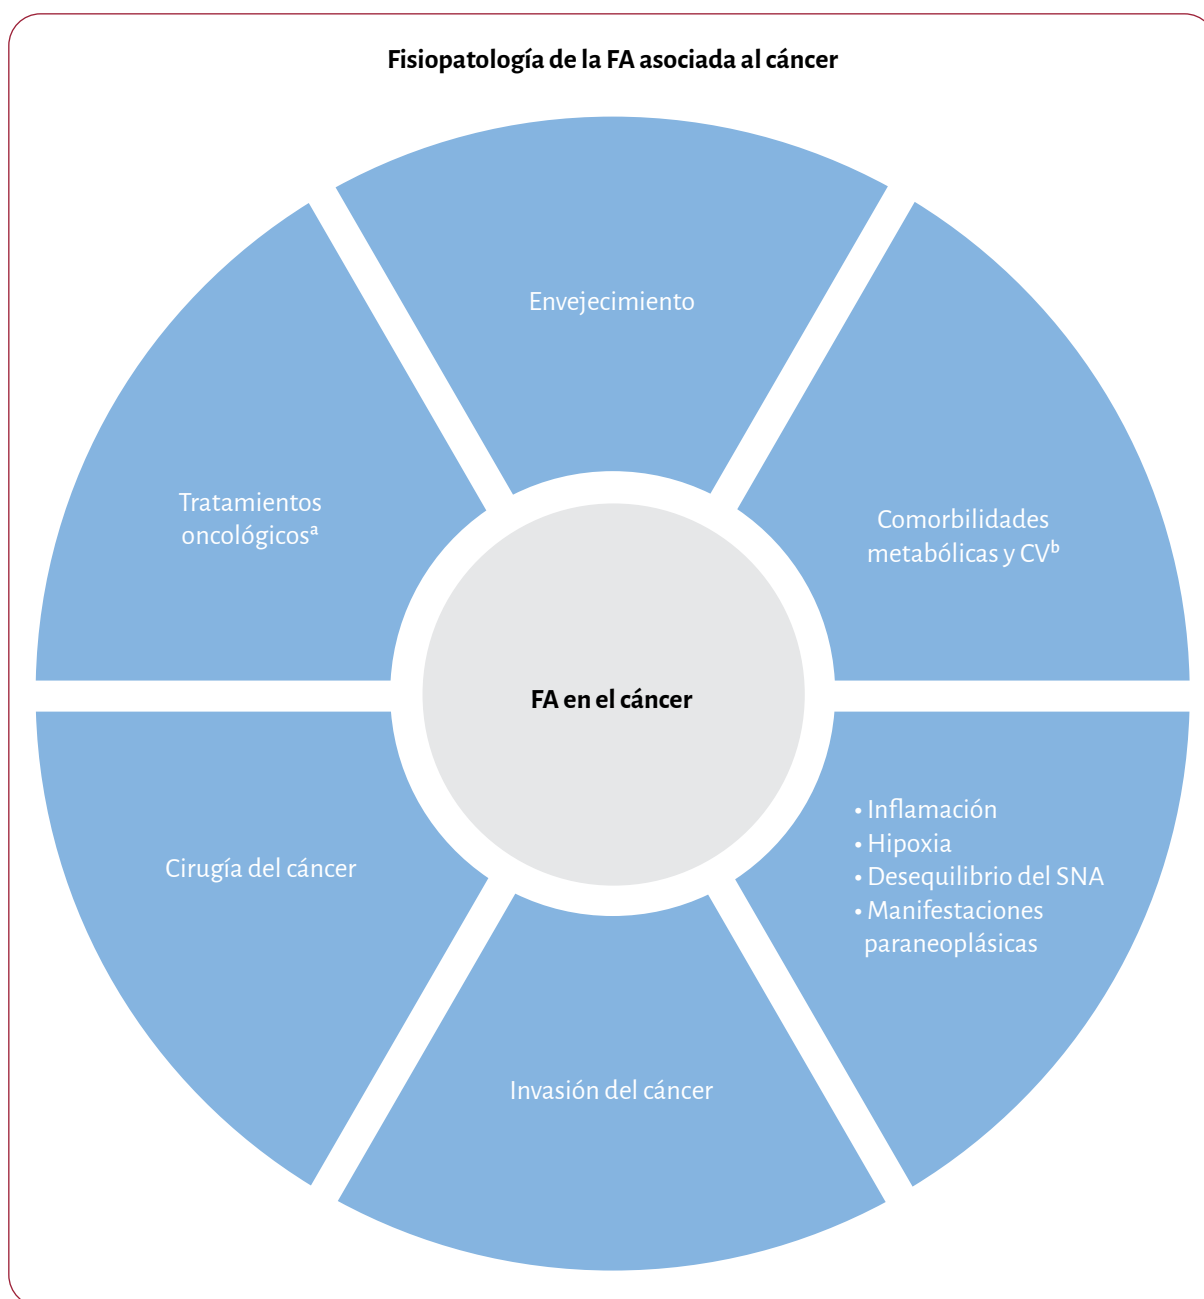 Fisiopatología de la FA asociada al cáncer
Envejecimiento
Tratamientos
oncológicosᵃ
Comorbilidades
metabólicas y CVᵇ
FA en el cáncer
• Inflamación
• Hipoxia
• Desequilibrio del SNA
• Manifestaciones
paraneoplásicas
Cirugía del cáncer
Invasión del cáncer